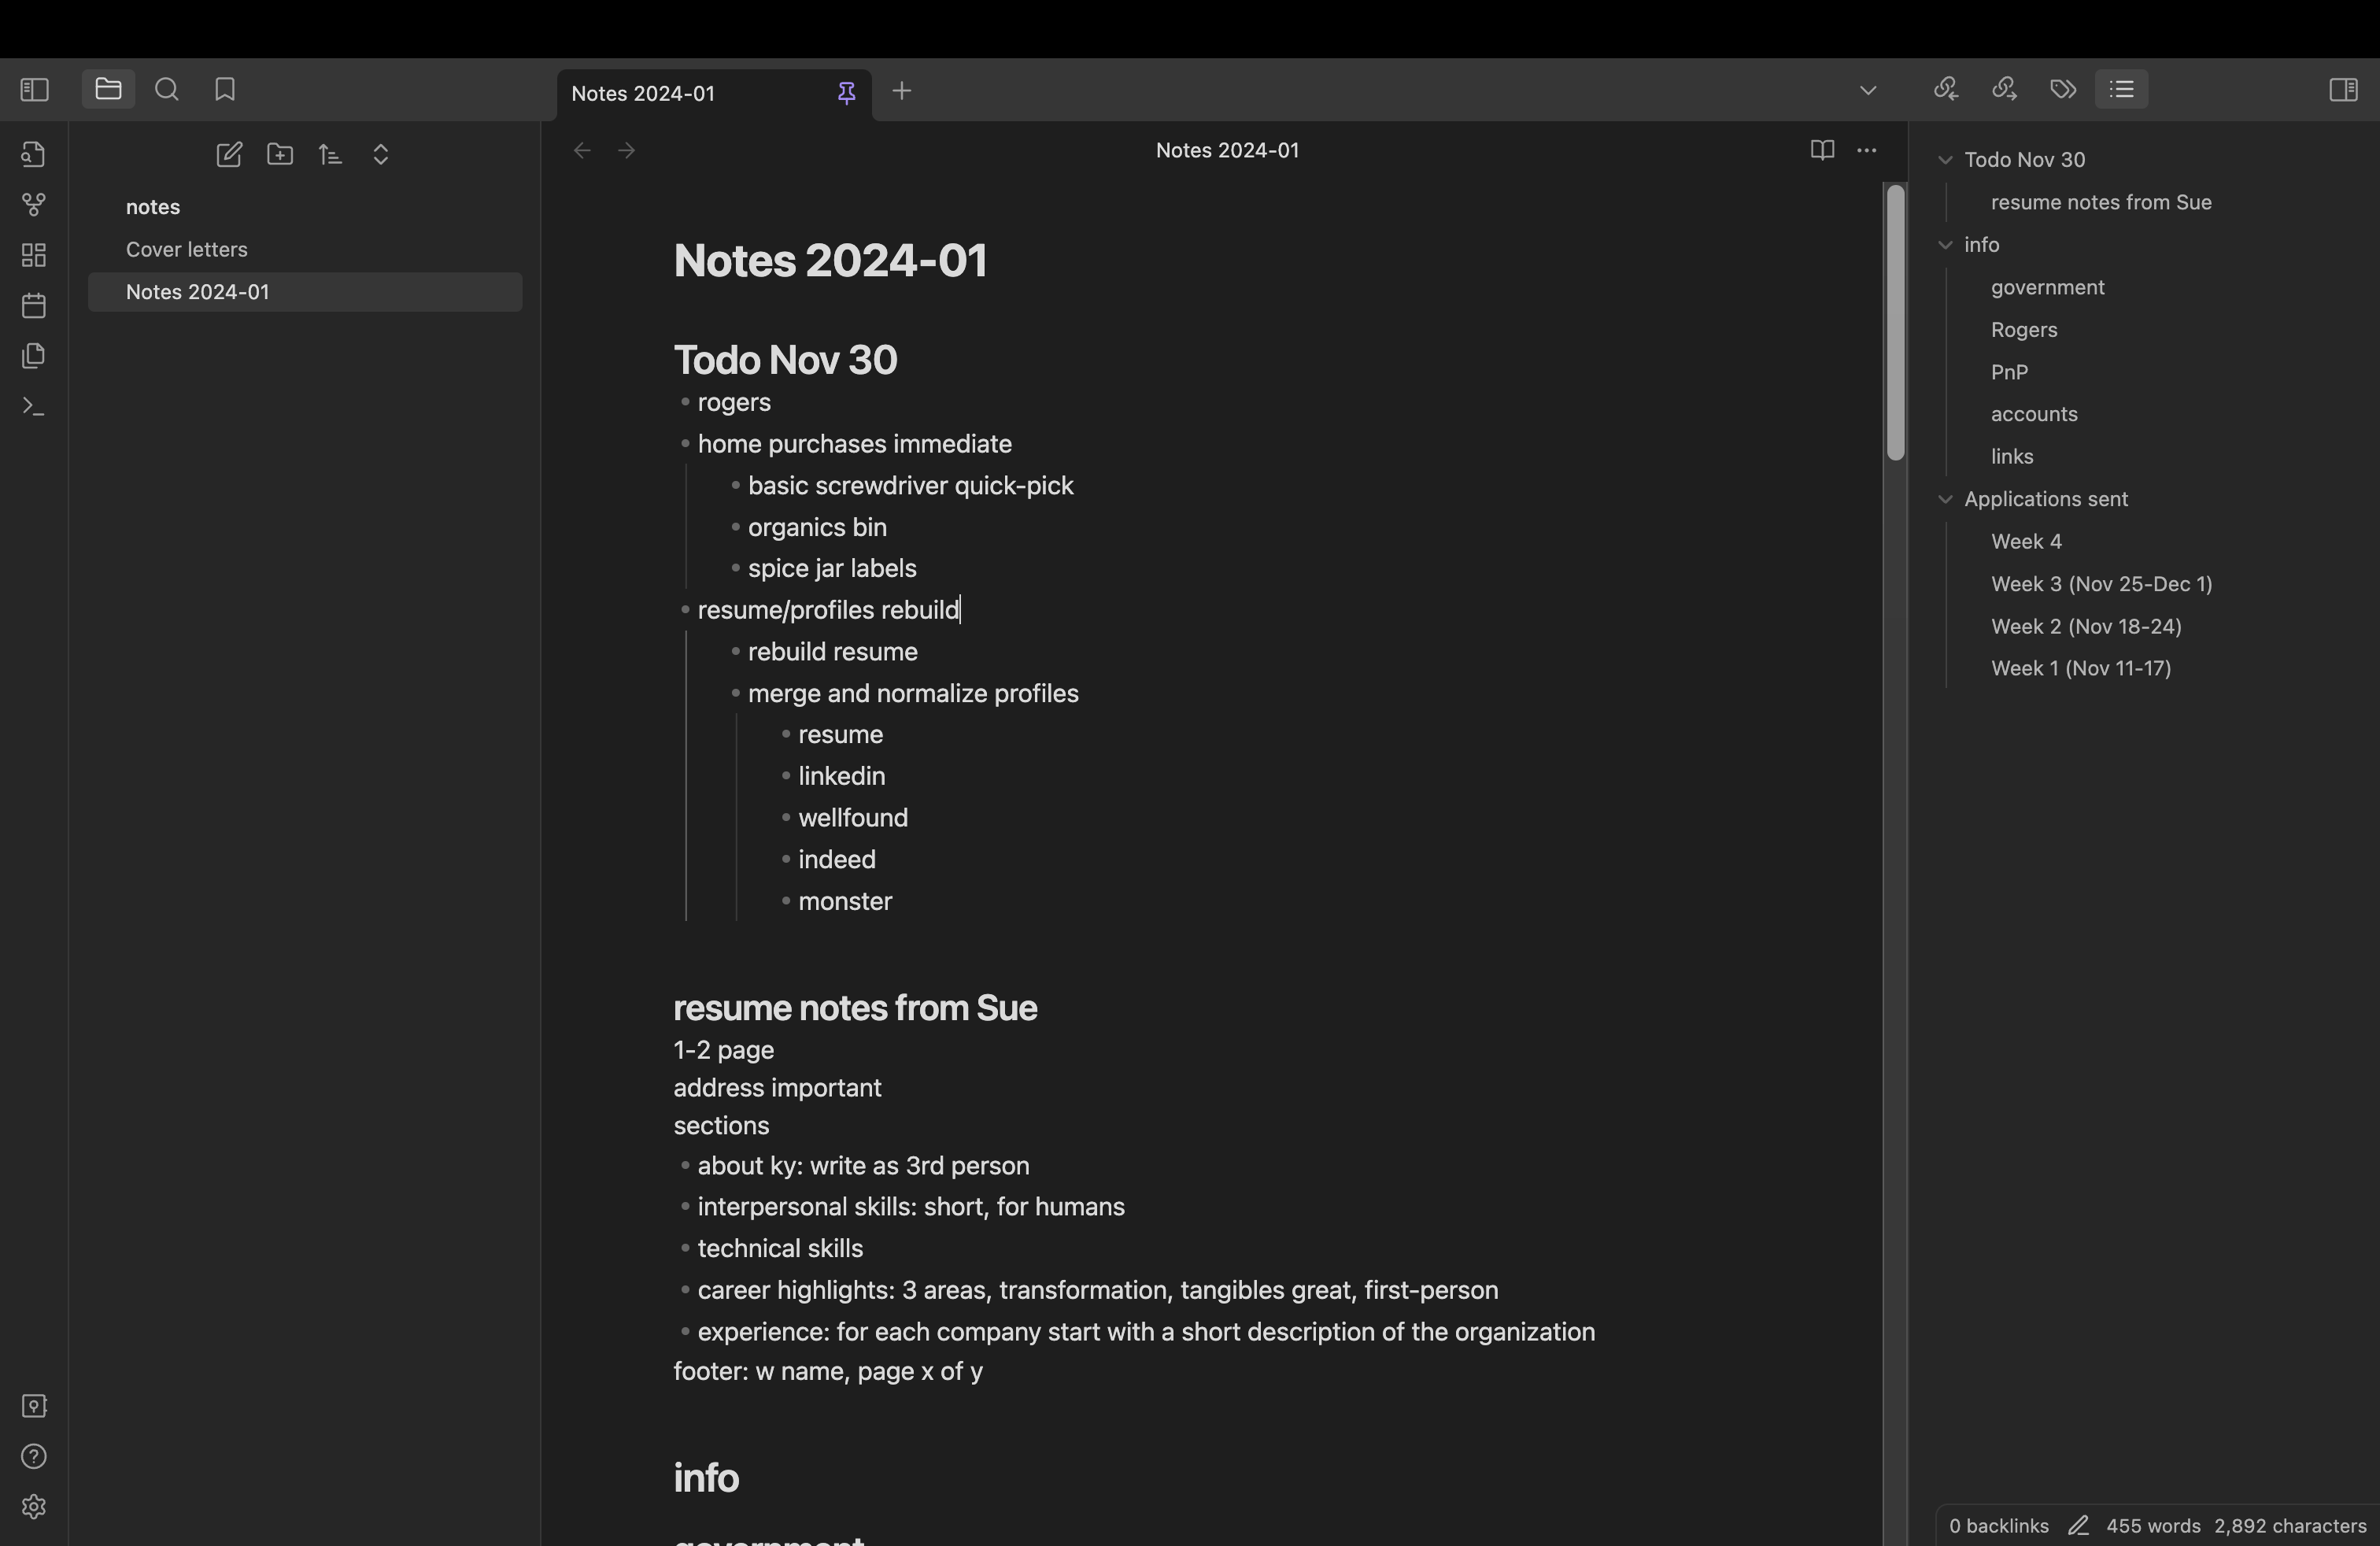 Notes 2024-01
notes
Cover letters
Notes 2024-01
Notes 2024-01
Notes 2024-01
Todo Nov 30
rogers
home purchases immediate
basic screwdriver quick-pick
organics bin
spice jar labels
resume/profiles rebuild
rebuild resume
merge and normalize profiles
resume
linkedin
wellfound
indeed
monster
resume notes from Sue
1-2 page
address important
sections
about ky: write as 3rd person
interpersonal skills: short, for humans
technical skills
career highlights: 3 areas, transformation, tangibles great, first-person
experience: for each company start with a short description of the organization
footer: w name, page x of y
info
government
Todo Nov 30
resume notes from Sue
info
government
Rogers
PnP
accounts
links
Applications sent
Week 4
Week 3 (Nov 25-Dec 1)
Week 2 (Nov 18-24)
Week 1 (Nov 11-17)
0 backlinks 455 words 2,892 characters